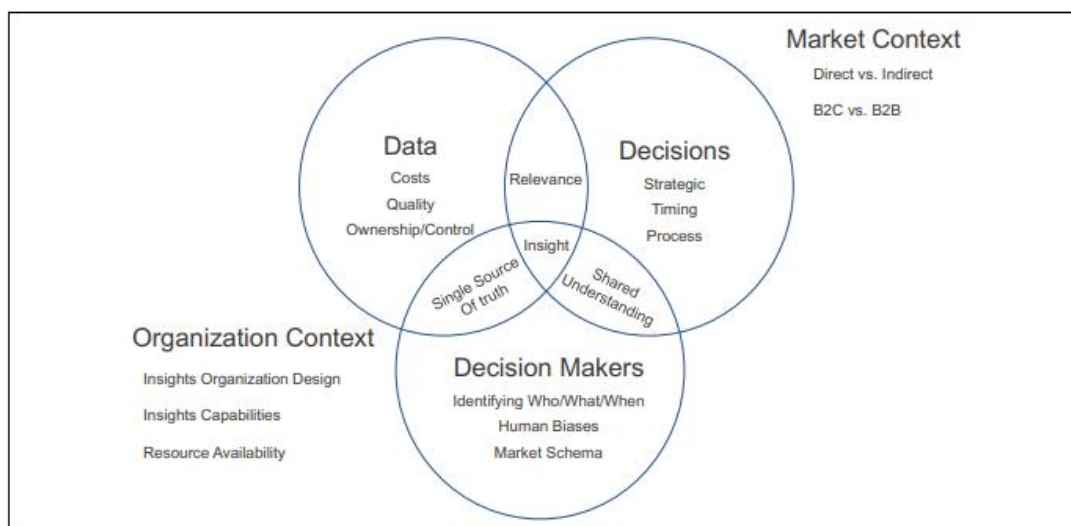 Market Context
Direct vs. Indirect
B2C vs. B2B
Data
Costs
Quality
Ownership/Control
Relevance
Decisions
Strategic
Timing
Process
Insight
Single Source
Of truth
Shared
Understanding
Organization Context
Insights Organization Design
Insights Capabilities
Resource Availability
Decision Makers
Identifying Who/What/When
Human Biases
Market Schema